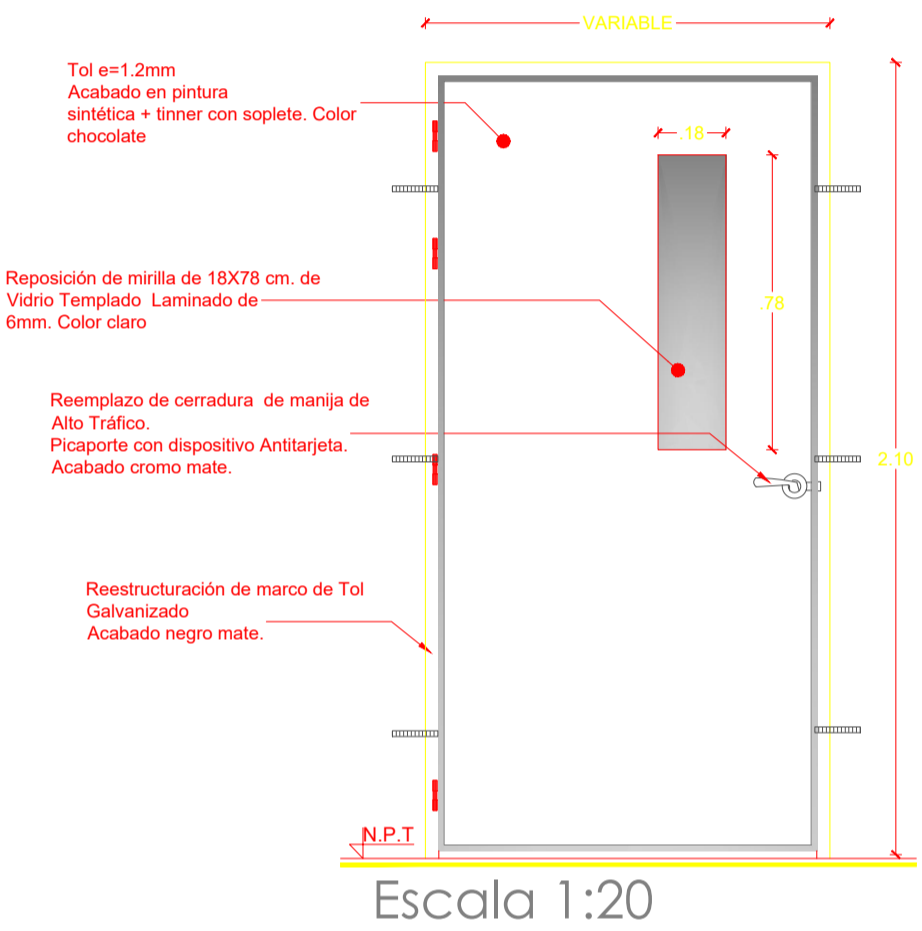 VARIABLE
Tol e=1.2mm
Acabado en pintura
sintética + tinner con soplete. Color
chocolate
.18
Reposición de mirilla de 18X78 cm. de
Vidrio Templado Laminado de
6mm. Color claro
.78
Reemplazo de cerradura de manija de
Alto Tráfico.
Picaporte con dispositivo Antitarjeta.
Acabado cromo mate.
2.10
Reestructuración de marco de Tol
Galvanizado
Acabado negro mate.
N.P.T
Escala 1:20